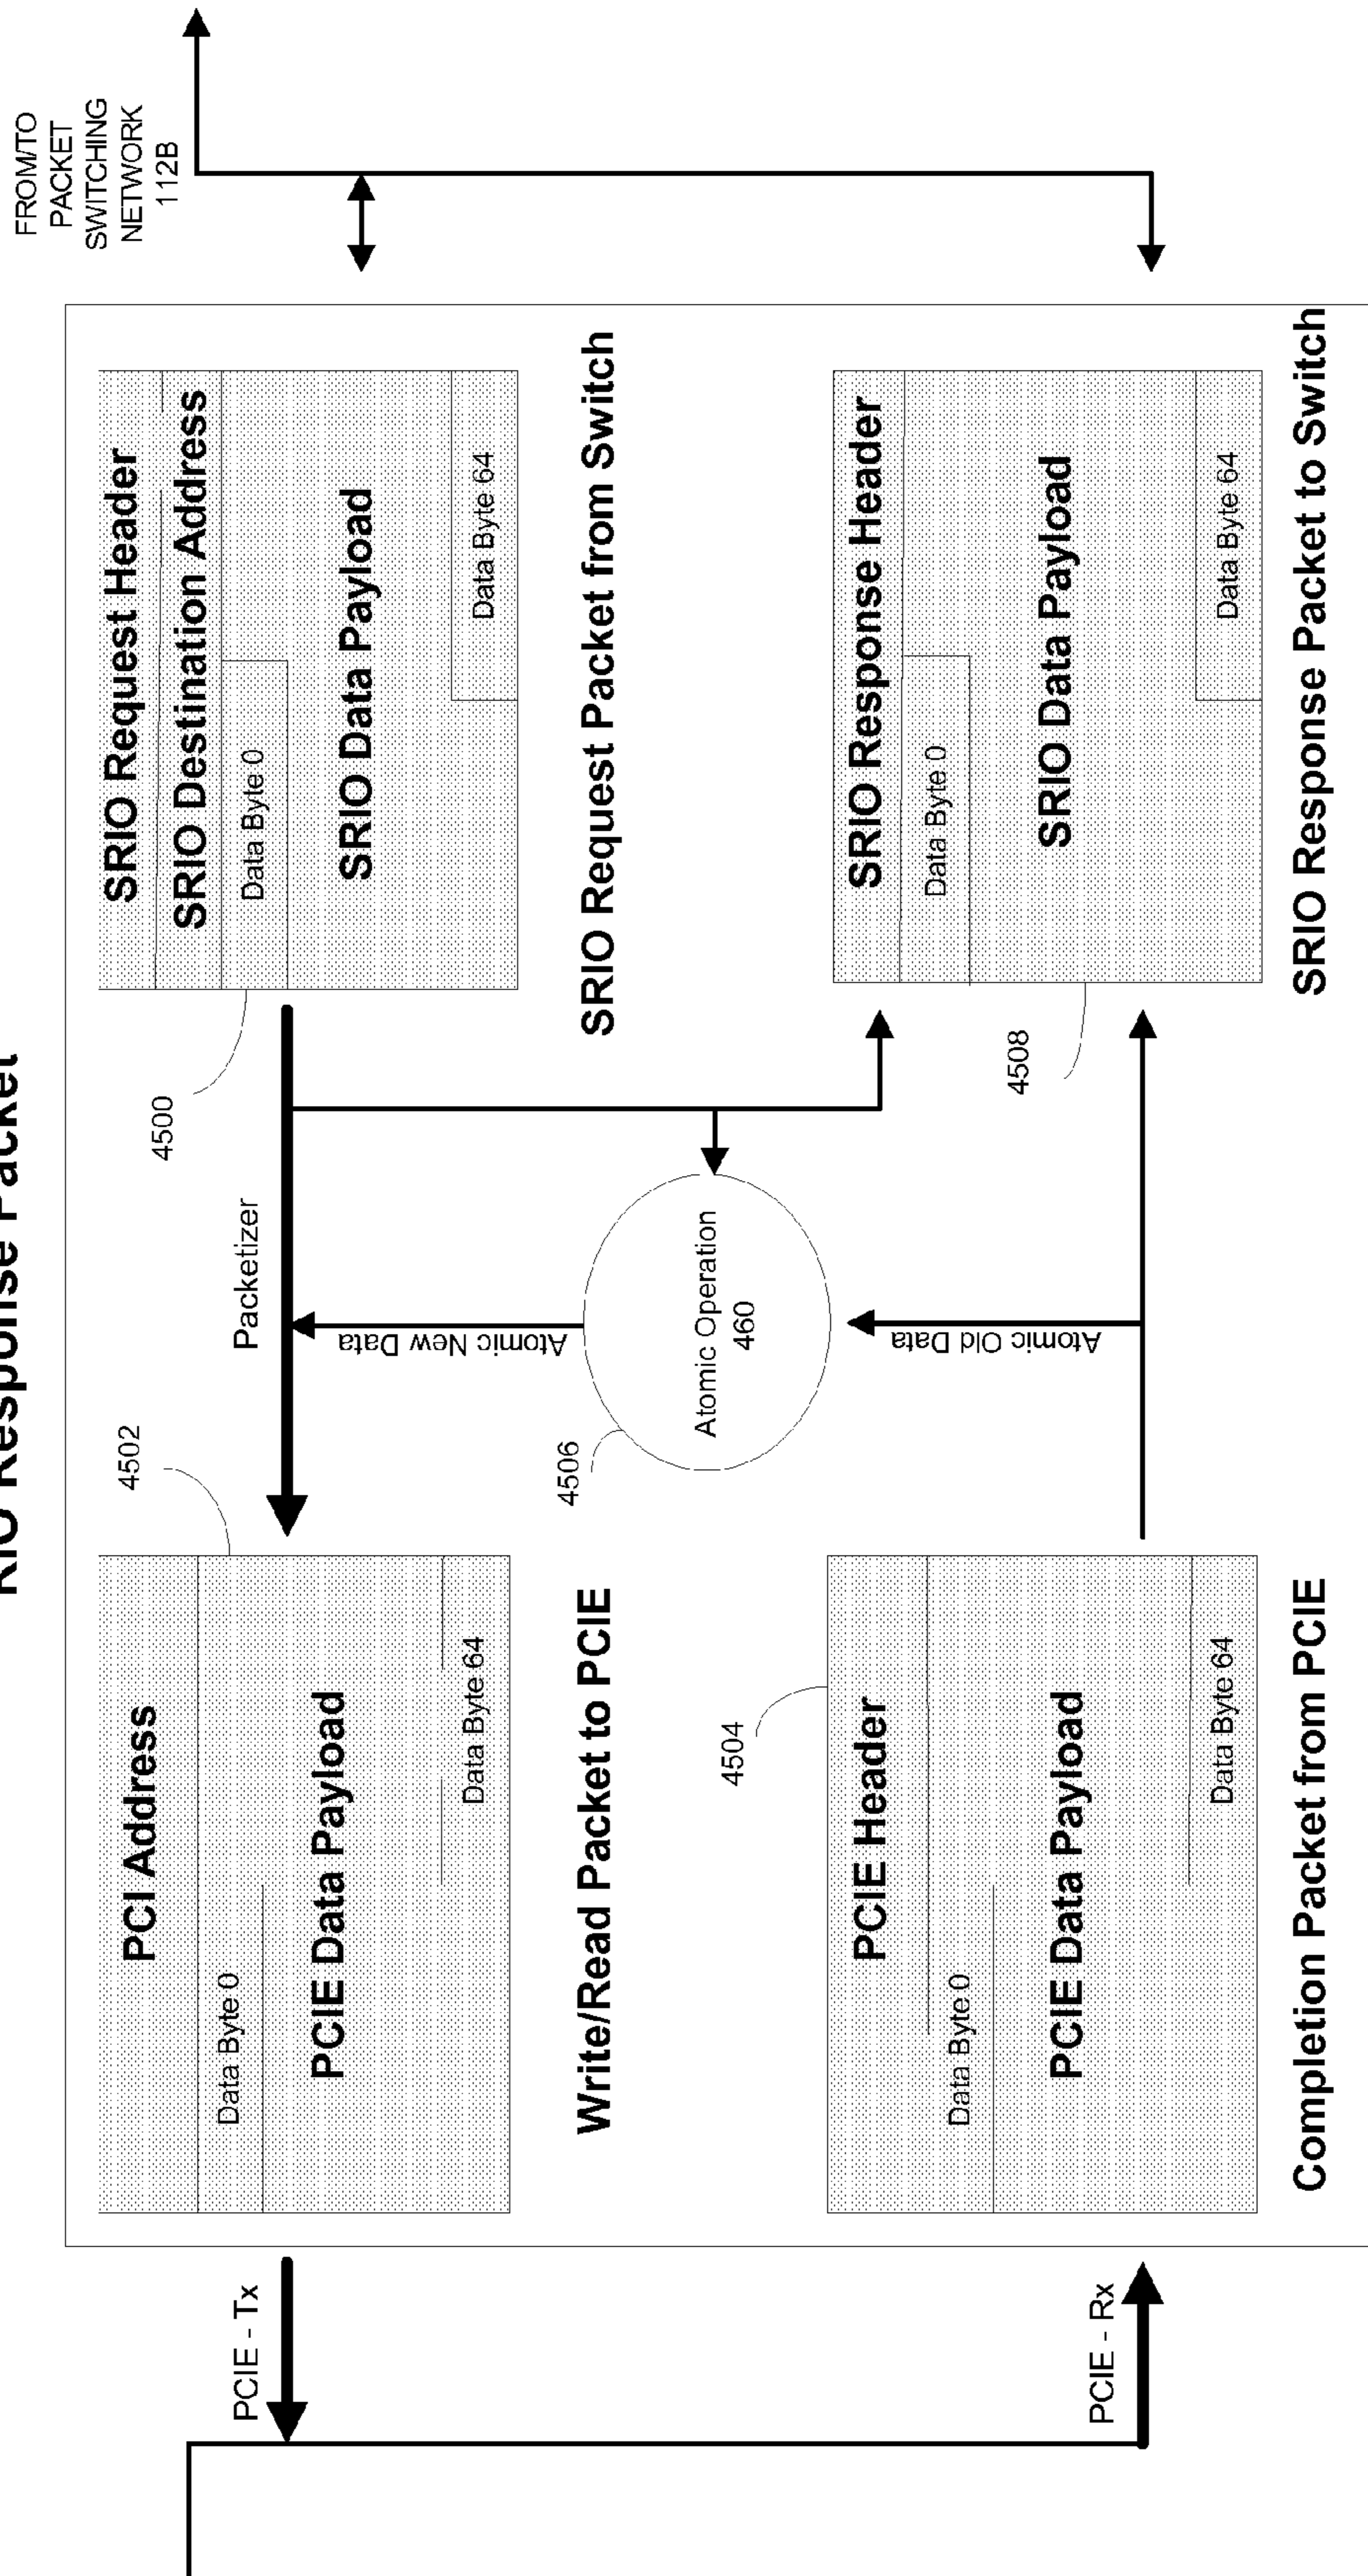 RIO Response Packet
FROM/TO
PACKET
SWITCHING
NETWORK
112B
PCIE - Tx
PCI Address
Data Byte 0
PCIE Data Payload
Data Byte 64
Write/Read Packet to PCIE
4502
Packetizer
4500
SRIO Request Header
SRIO Destination Address
Data Byte 0
SRIO Data Payload
Data Byte 64
SRIO Request Packet from Switch
Atomic New Data
4506
Atomic Operation
460
Atomic Old Data
PCIE - Rx
4504
PCIE Header
Data Byte 0
PCIE Data Payload
Data Byte 64
Completion Packet from PCIE
4508
SRIO Response Header
Data Byte 0
SRIO Data Payload
Data Byte 64
SRIO Response Packet to Switch